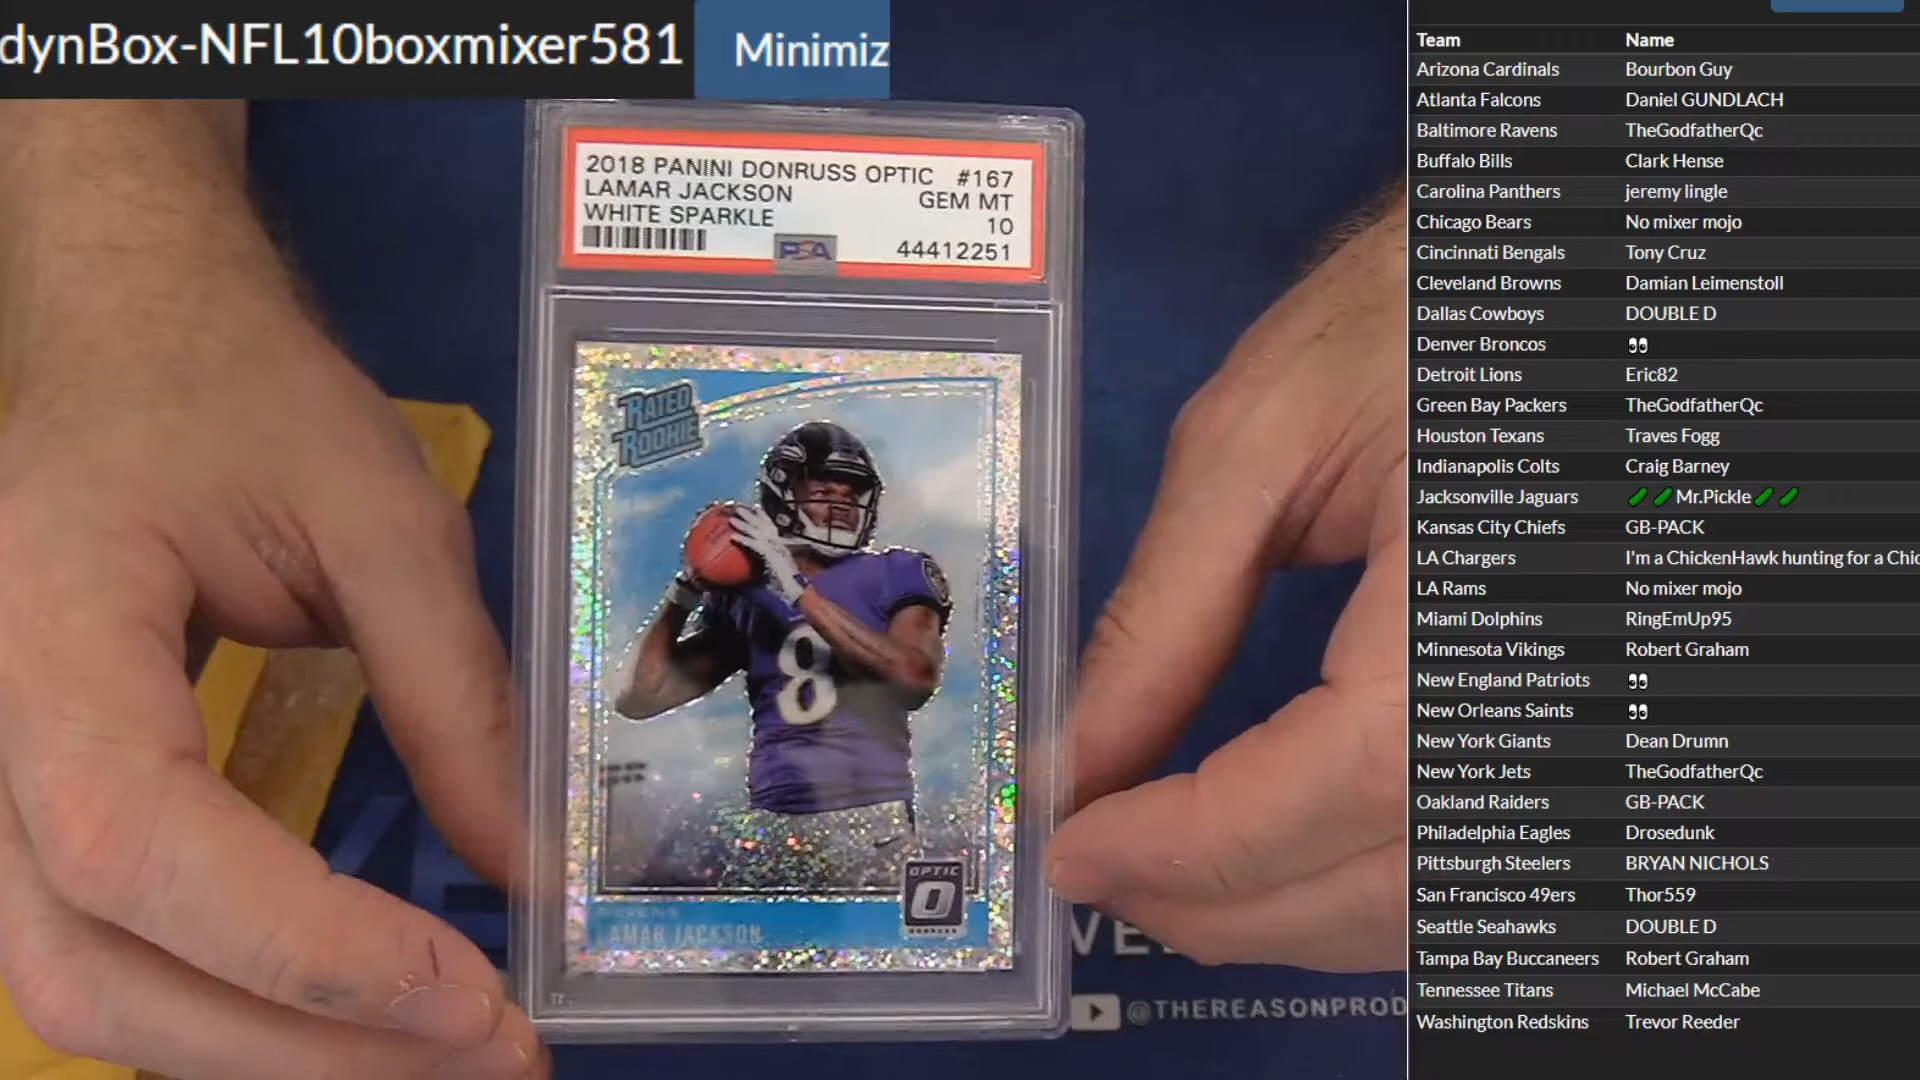 dynBox-NFL10boxmixer581
Minimiz
2018 PANINI DONRUSS OPTIC #167
LAMAR JACKSON GEM MT
WHITE SPARKLE 10
PSA 44412251
RATED
ROOKIE
8
OPTIC
O
DONRUSS
RAVENS
LAMAR JACKSON
@THEREASONPROD
Team Name
Arizona Cardinals Bourbon Guy
Atlanta Falcons Daniel GUNDLACH
Baltimore Ravens TheGodfatherQc
Buffalo Bills Clark Hense
Carolina Panthers jeremy lingle
Chicago Bears No mixer mojo
Cincinnati Bengals Tony Cruz
Cleveland Browns Damian Leimenstoll
Dallas Cowboys DOUBLE D
Denver Broncos 👀
Detroit Lions Eric82
Green Bay Packers TheGodfatherQc
Houston Texans Traves Fogg
Indianapolis Colts Craig Barney
Jacksonville Jaguars 🥒🥒Mr.Pickle🥒🥒
Kansas City Chiefs GB-PACK
LA Chargers I'm a ChickenHawk hunting for a Chic
LA Rams No mixer mojo
Miami Dolphins RingEmUp95
Minnesota Vikings Robert Graham
New England Patriots 👀
New Orleans Saints 👀
New York Giants Dean Drumn
New York Jets TheGodfatherQc
Oakland Raiders GB-PACK
Philadelphia Eagles Drosedunk
Pittsburgh Steelers BRYAN NICHOLS
San Francisco 49ers Thor559
Seattle Seahawks DOUBLE D
Tampa Bay Buccaneers Robert Graham
Tennessee Titans Michael McCabe
Washington Redskins Trevor Reeder